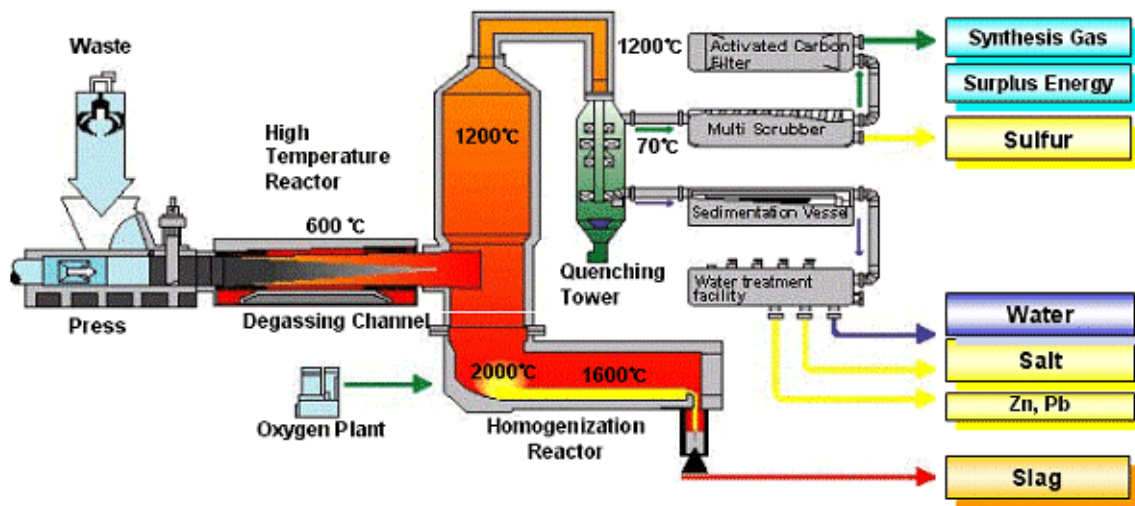 Waste
High
Temperature
Reactor
600 ℃
1200℃
1200℃
70℃
Activated Carbon
Filter
Multi Scrubber
Sedimentation Vessel
Water treatment
facility
Quenching
Tower
Press
Degassing Channel
2000℃
1600℃
Oxygen Plant
Homogenization
Reactor
Synthesis Gas
Surplus Energy
Sulfur
Water
Salt
Zn, Pb
Slag